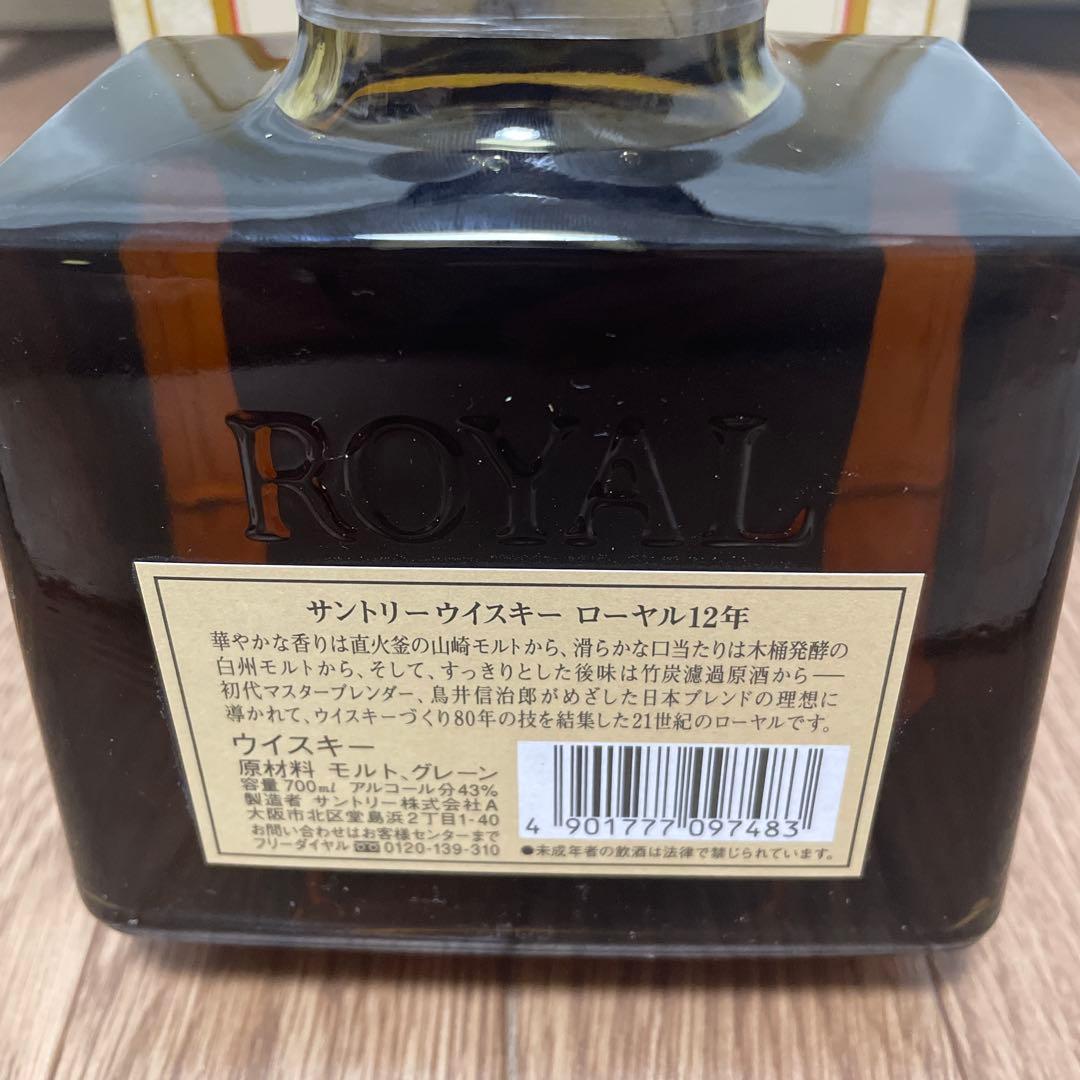 ROYAL
サントリーウイスキー ローヤル12年
華やかな香りは直火釜の山崎モルトから、滑らかな口当たりは木桶発酵の
白州モルトから、そして、すっきりとした後味は竹炭濾過原酒から──
初代マスターブレンダー、鳥井信治郎がめざした日本ブレンドの理想に
導かれて、ウイスキーづくり80年の技を結集した21世紀のローヤルです。
ウイスキー
原材料 モルト、グレーン
容量700ml アルコール分43%
製造者 サントリー株式会社A
大阪市北区堂島浜2丁目1-40
お問い合わせはお客様センターまで
フリーダイヤル 0120-139-310
4 901777 097483
●未成年者の飲酒は法律で禁じられています。